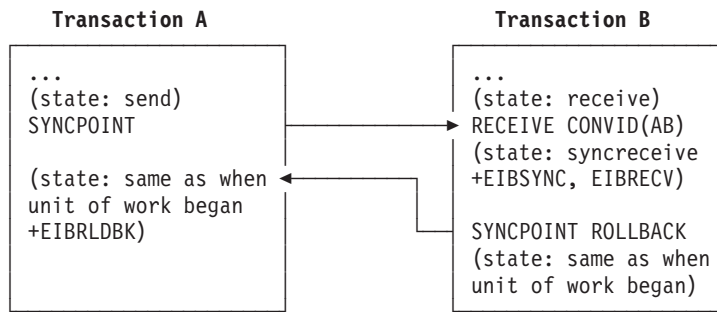 Transaction A
...
(state: send)
SYNCPOINT
(state: same as when
unit of work began
+EIBRLDBK)
Transaction B
...
(state: receive)
RECEIVE CONVID(AB)
(state: syncreceive
+EIBSYNC, EIBRECV)
SYNCPOINT ROLLBACK
(state: same as when
unit of work began)